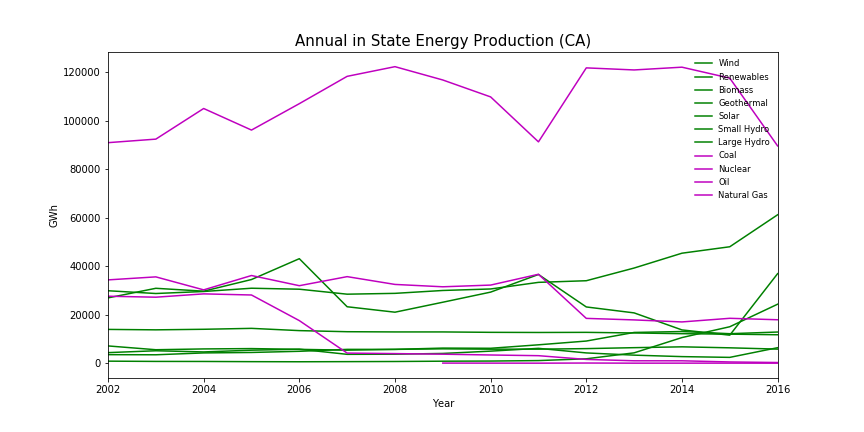 Annual in State Energy Production (CA)
120000
100000
80000
60000
40000
20000
0
GWh
Wind
Renewables
Biomass
Geothermal
Solar
Small Hydro
Large Hydro
Coal
Nuclear
Oil
Natural Gas
2002 2004 2006 2008 2010 2012 2014 2016
Year